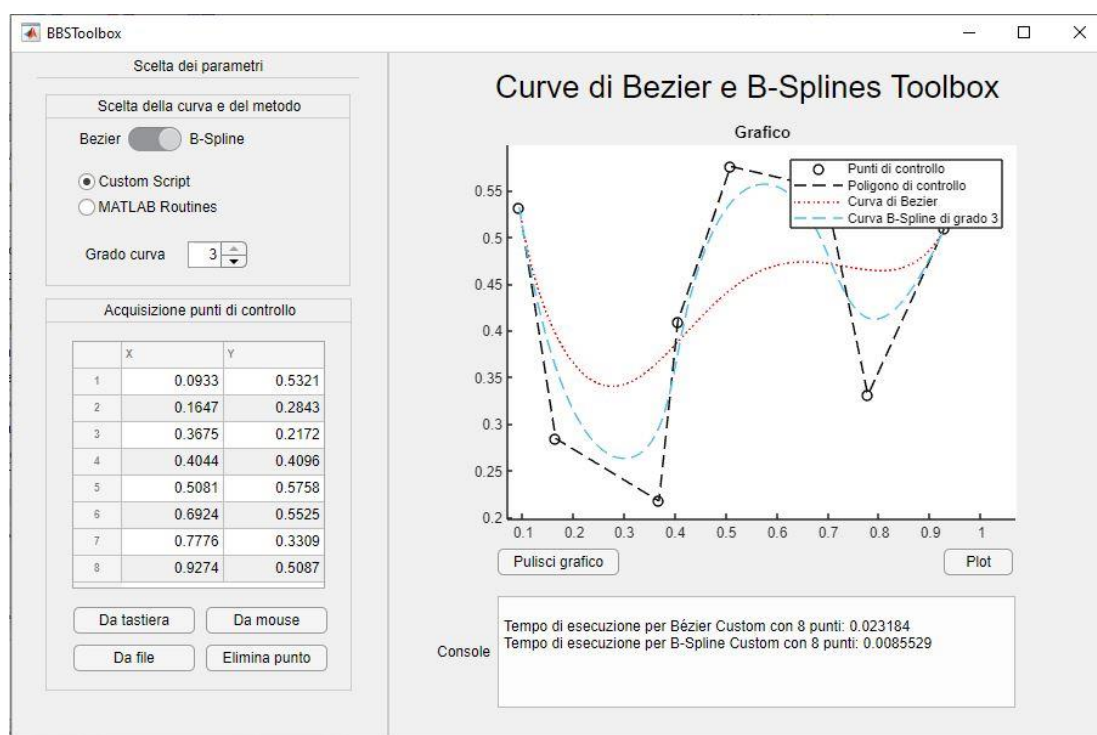 BBSToolbox
Scelta dei parametri
Scelta della curva e del metodo
Bezier B-Spline
Custom Script
MATLAB Routines
Grado curva 3
Acquisizione punti di controllo
X Y
1 0.0933 0.5321
2 0.1647 0.2843
3 0.3675 0.2172
4 0.4044 0.4096
5 0.5081 0.5758
6 0.6924 0.5525
7 0.7776 0.3309
8 0.9274 0.5087
Da tastiera Da mouse
Da file Elimina punto
Curve di Bezier e B-Splines Toolbox
Grafico
Punti di controllo
Poligono di controllo
Curva di Bezier
Curva B-Spline di grado 3
0.55
0.5
0.45
0.4
0.35
0.3
0.25
0.2
0.1 0.2 0.3 0.4 0.5 0.6 0.7 0.8 0.9 1
Pulisci grafico Plot
Console
Tempo di esecuzione per Bézier Custom con 8 punti: 0.023184
Tempo di esecuzione per B-Spline Custom con 8 punti: 0.0085529